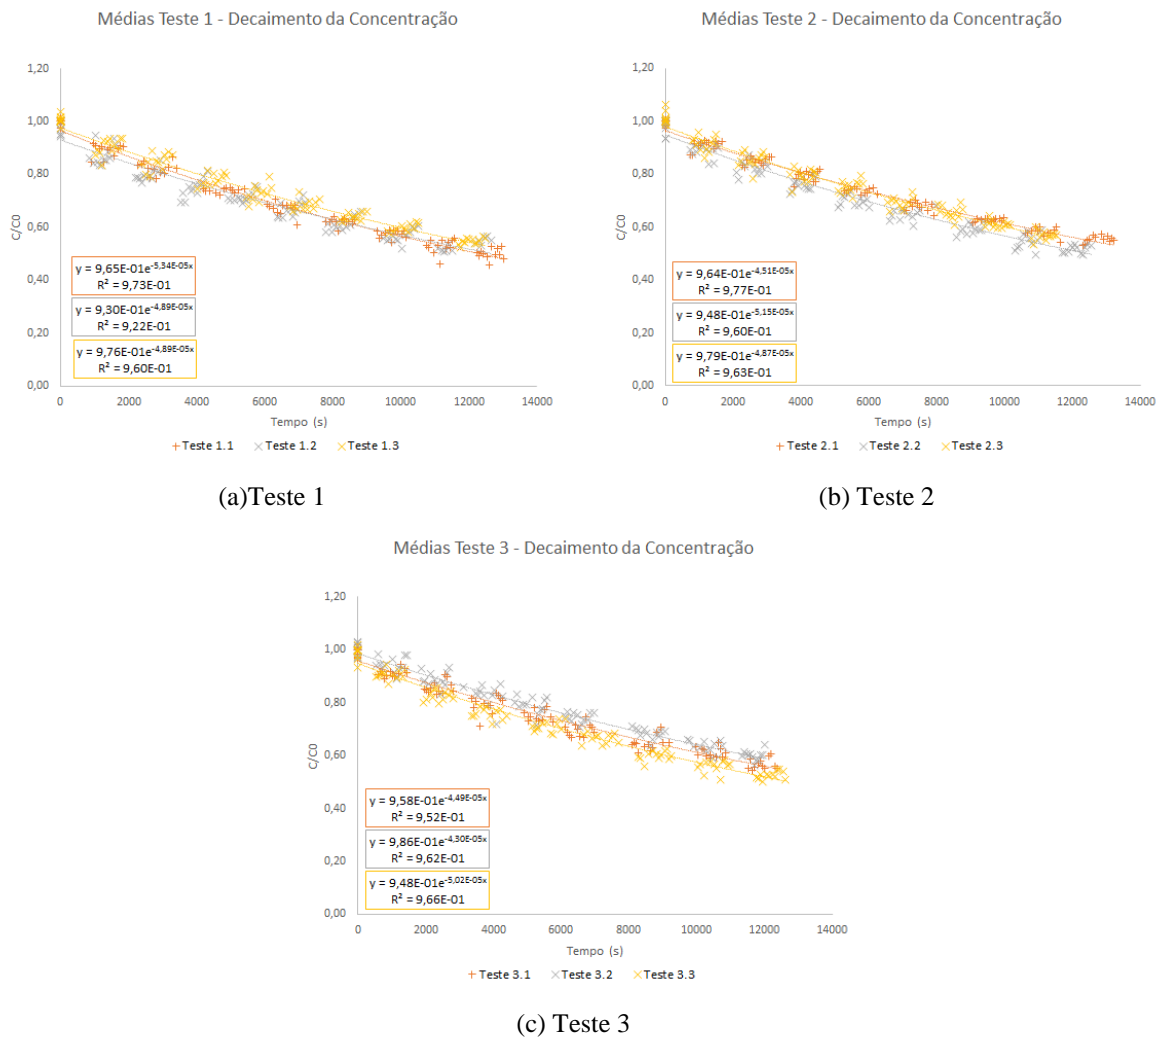 Médias Teste 1 - Decaimento da Concentração
1,20
1,00
0,80
0,60
0,40
0,20
0,00
C/C0
y = 9,65E-01e-5,34E-05x
R² = 9,73E-01
y = 9,30E-01e-4,89E-05x
R² = 9,22E-01
y = 9,76E-01e-4,89E-05x
R² = 9,60E-01
0 2000 4000 6000 8000 10000 12000 14000
Tempo (s)
Teste 1.1 Teste 1.2 Teste 1.3
(a)Teste 1
Médias Teste 2 - Decaimento da Concentração
1,20
1,00
0,80
0,60
0,40
0,20
0,00
C/C0
y = 9,64E-01e-4,51E-05x
R² = 9,77E-01
y = 9,48E-01e-5,15E-05x
R² = 9,60E-01
y = 9,79E-01e-4,87E-05x
R² = 9,63E-01
0 2000 4000 6000 8000 10000 12000 14000
Tempo (s)
Teste 2.1 Teste 2.2 Teste 2.3
(b) Teste 2
Médias Teste 3 - Decaimento da Concentração
1,20
1,00
0,80
0,60
0,40
0,20
0,00
C/C0
y = 9,58E-01e-4,49E-05x
R² = 9,52E-01
y = 9,86E-01e-4,30E-05x
R² = 9,62E-01
y = 9,48E-01e-5,02E-05x
R² = 9,66E-01
0 2000 4000 6000 8000 10000 12000 14000
Tempo (s)
Teste 3.1 Teste 3.2 Teste 3.3
(c) Teste 3